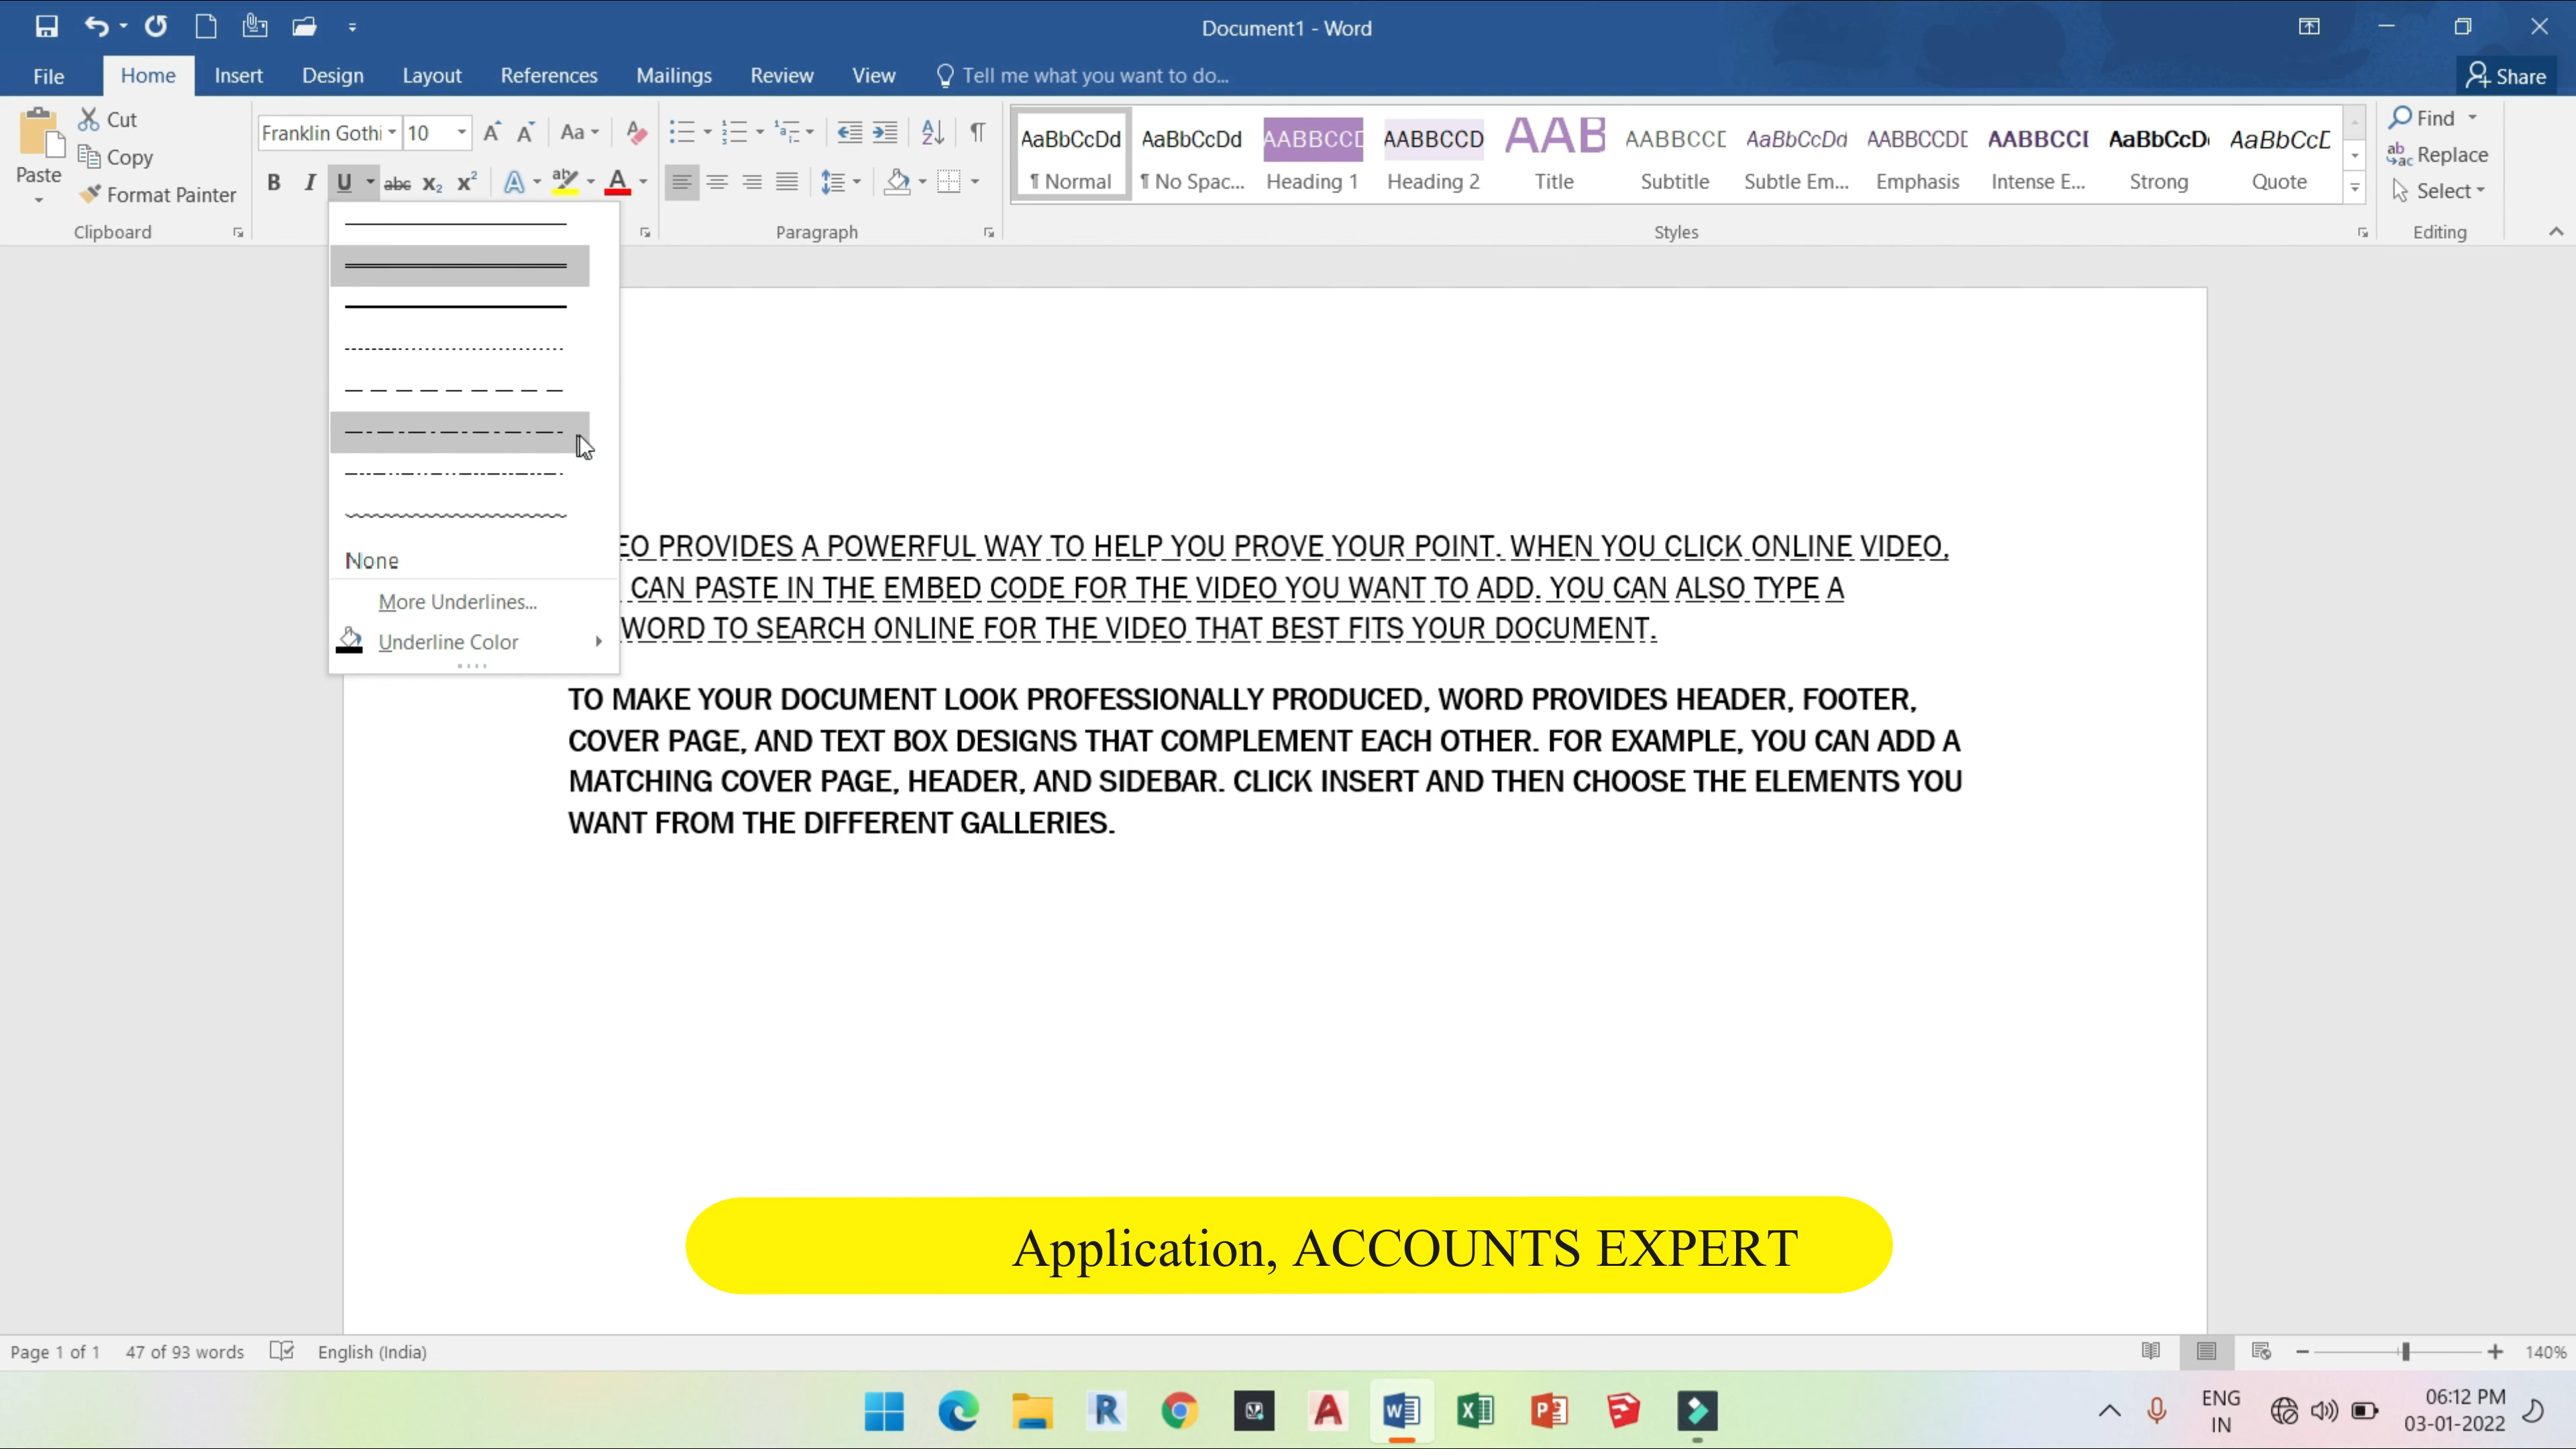 Document1 - Word
File Home Insert Design Layout References Mailings Review View Tell me what you want to do... Share
Paste
Cut
Copy
Format Painter
Clipboard
Franklin Gothi 10
Aa
B I U abc x₂ x² A ab A
Paragraph
AaBbCcDd AaBbCcDd AABBCCD AABBCCD AAB AABBCCD AaBbCcDd AABBCCDD AABBCCD AaBbCcD AaBbCcD
¶ Normal ¶ No Spac... Heading 1 Heading 2 Title Subtitle Subtle Em... Emphasis Intense E... Strong Quote
Styles
Find
Replace
Select
Editing
None
More Underlines...
Underline Color
EO PROVIDES A POWERFUL WAY TO HELP YOU PROVE YOUR POINT. WHEN YOU CLICK ONLINE VIDEO,
CAN PASTE IN THE EMBED CODE FOR THE VIDEO YOU WANT TO ADD. YOU CAN ALSO TYPE A
WORD TO SEARCH ONLINE FOR THE VIDEO THAT BEST FITS YOUR DOCUMENT.
TO MAKE YOUR DOCUMENT LOOK PROFESSIONALLY PRODUCED, WORD PROVIDES HEADER, FOOTER,
COVER PAGE, AND TEXT BOX DESIGNS THAT COMPLEMENT EACH OTHER. FOR EXAMPLE, YOU CAN ADD A
MATCHING COVER PAGE, HEADER, AND SIDEBAR. CLICK INSERT AND THEN CHOOSE THE ELEMENTS YOU
WANT FROM THE DIFFERENT GALLERIES.
Application, ACCOUNTS EXPERT
Page 1 of 1 47 of 93 words English (India) 140%
ENG
IN
06:12 PM
03-01-2022